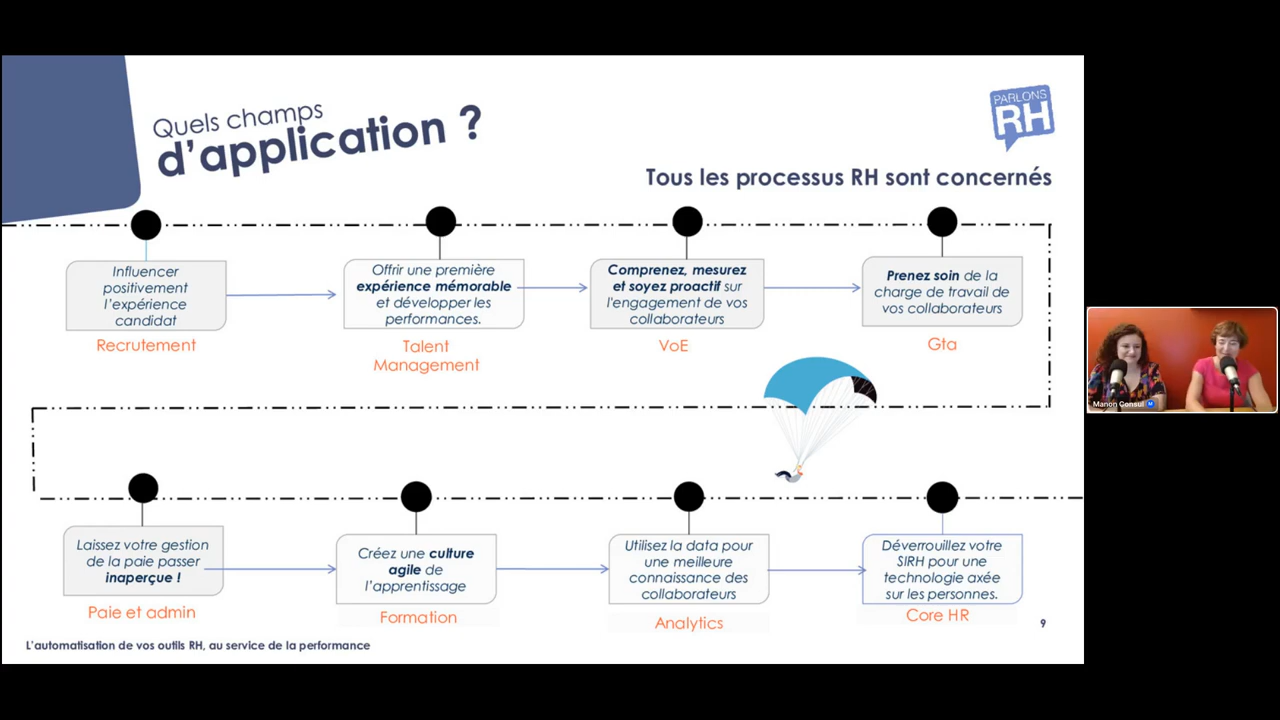 Quels champs
d'application ?
PARLONS
RH
Tous les processus RH sont concernés
Influencer
positivement
l'expérience
candidat
Recrutement
Offrir une première
expérience mémorable
et développer les
performances.
Talent
Management
Comprenez, mesurez
et soyez proactif sur
l'engagement de vos
collaborateurs
VoE
Prenez soin de la
charge de travail de
vos collaborateurs
Gta
Laissez votre gestion
de la paie passer
inaperçue !
Paie et admin
Créez une culture
agile de
l'apprentissage
Formation
Utilisez la data pour
une meilleure
connaissance des
collaborateurs
Analytics
Déverrouillez votre
SIRH pour une
technologie axée
sur les personnes.
Core HR
9
L'automatisation de vos outils RH, au service de la performance
Manon Consul